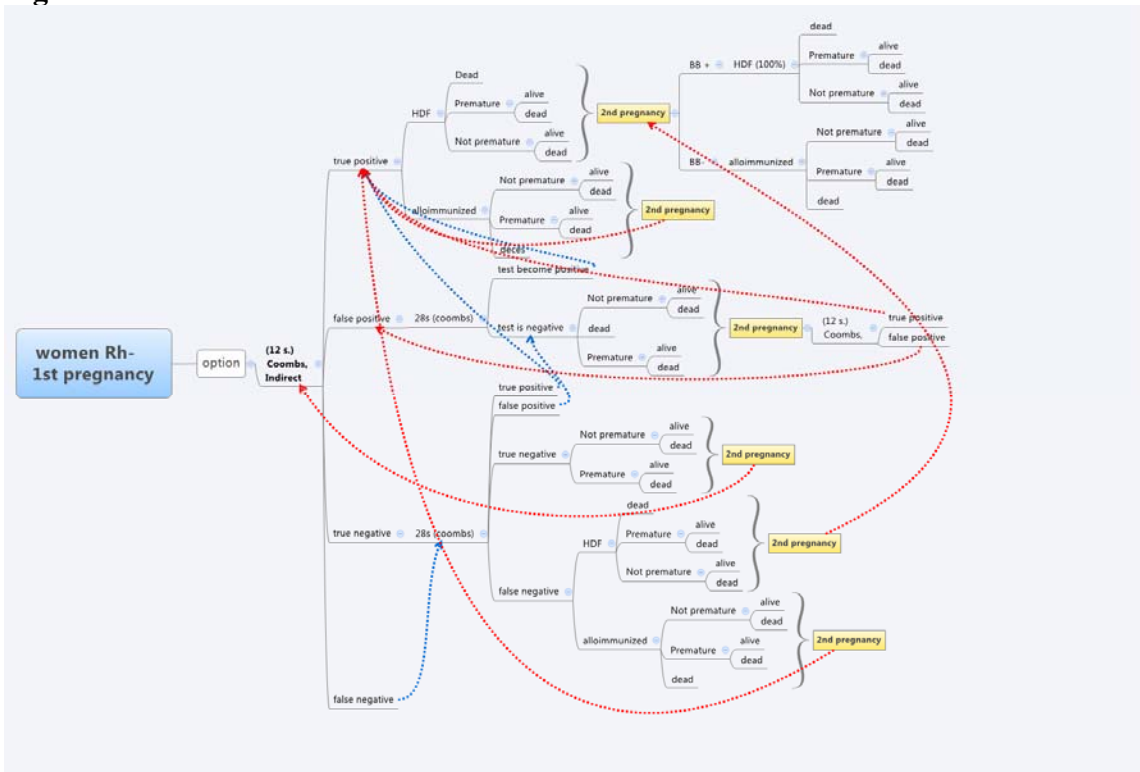 women Rh-
1st pregnancy
option
(12 s.)
Coombs,
Indirect
true positive
HDF
Dead
Premature
alive
dead
Not premature
alive
dead
2nd pregnancy
BB +
HDF (100%)
dead
Premature
alive
dead
Not premature
alive
dead
BB-
alloimmunized
Not premature
alive
dead
Premature
alive
dead
dead
alloimmunized
Not premature
alive
dead
Premature
alive
dead
deces
2nd pregnancy
false positive
28s (coombs)
test become positive
test is negative
Not premature
alive
dead
dead
Premature
alive
dead
2nd pregnancy
(12 s.)
Coombs,
true positive
false positive
true negative
28s (coombs)
true positive
false positive
true negative
Not premature
alive
dead
Premature
alive
dead
2nd pregnancy
false negative
HDF
dead
Premature
alive
dead
Not premature
alive
dead
2nd pregnancy
alloimmunized
Not premature
alive
dead
Premature
alive
dead
dead
2nd pregnancy
false negative